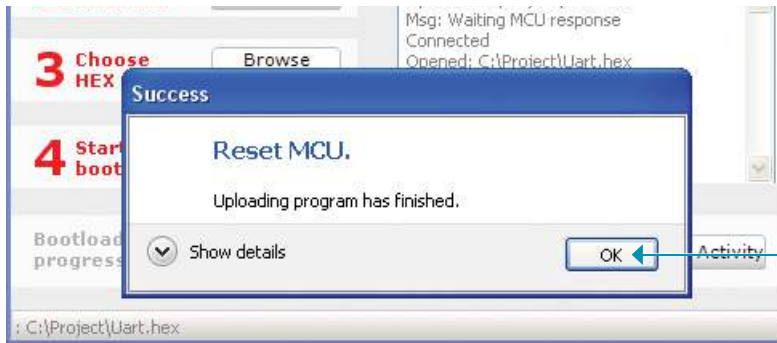 Msg: Waiting MCU response
Connected
3 Choose Browse
HEX Opened: C:\Project\Uart.hex
Success
4 Start
boot
Reset MCU.
Uploading program has finished.
Bootload
progress
Show details
OK
Activity
: C:\Project\Uart.hex